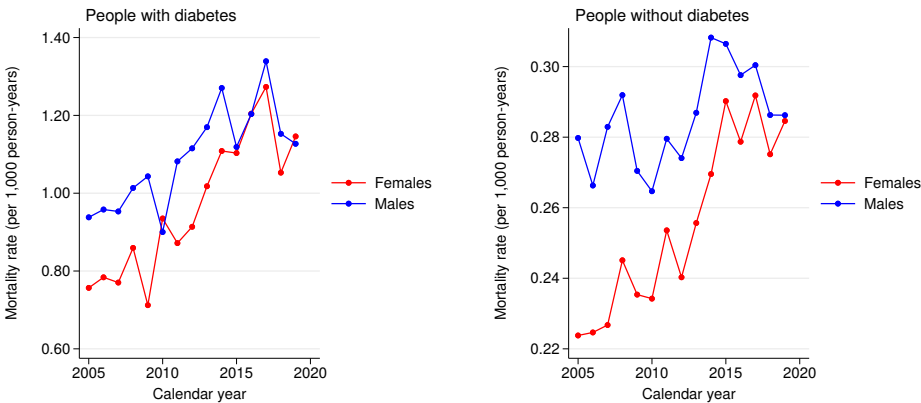 People with diabetes
Mortality rate (per 1,000 person-years)
1.40
1.20
1.00
0.80
0.60
2005
2010
2015
2020
Calendar year
Females
Males
People without diabetes
Mortality rate (per 1,000 person-years)
0.30
0.28
0.26
0.24
0.22
2005
2010
2015
2020
Calendar year
Females
Males